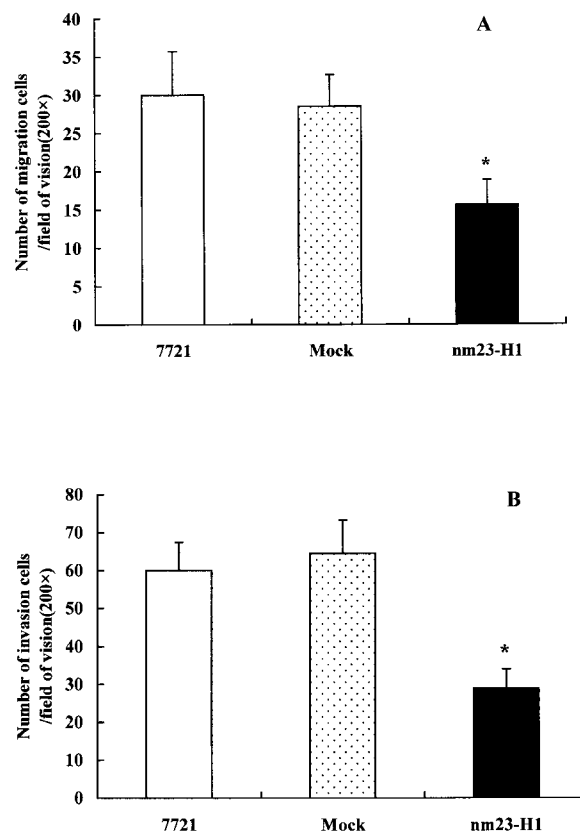 A
Number of migration cells
/field of vision(200×)
40
35
30
25
20
15
10
5
0
*
7721 Mock nm23-H1
B
Number of invasion cells
/field of vision(200×)
80
70
60
50
40
30
20
10
0
*
7721 Mock nm23-H1